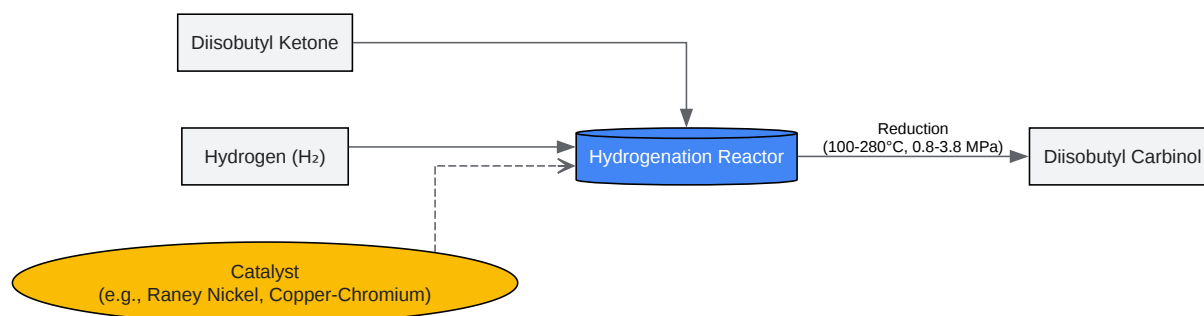 Diisobutyl Ketone
Hydrogen (H₂)
Hydrogenation Reactor
Reduction
(100-280°C, 0.8-3.8 MPa)
Diisobutyl Carbinol
Catalyst
(e.g., Raney Nickel, Copper-Chromium)